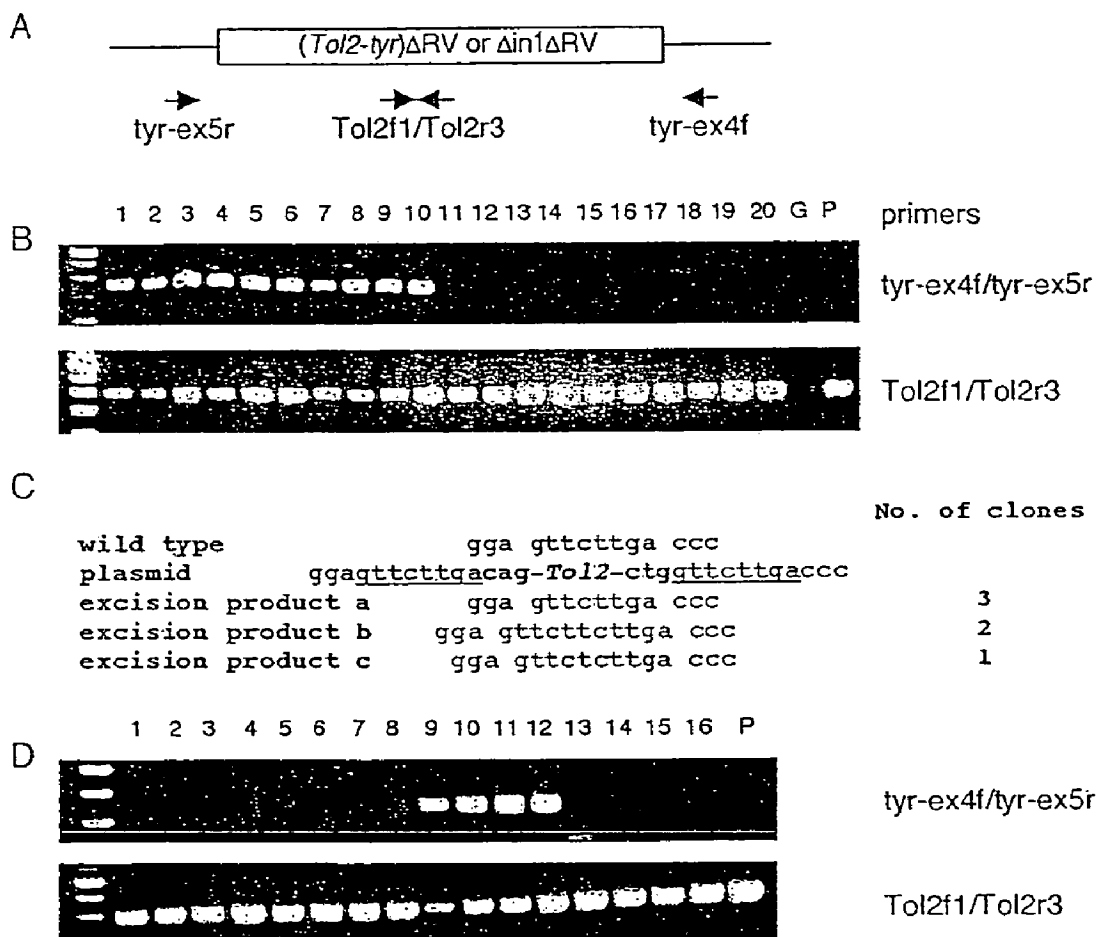 A
(Tol2-tyr)ΔRV or Δin1ΔRV
tyr-ex5r Tol2f1/Tol2r3 tyr-ex4f
B
1 2 3 4 5 6 7 8 9 10 11 12 13 14 15 16 17 18 19 20 G P primers
tyr-ex4f/tyr-ex5r
Tol2f1/Tol2r3
C
No. of clones
wild type gga gttcttga ccc
plasmid ggagttcttgacag-Tol2-ctggttcttgaccc
excision product a gga gttcttga ccc 3
excision product b gga gttcttcttga ccc 2
excision product c gga gttctcttga ccc 1
D
1 2 3 4 5 6 7 8 9 10 11 12 13 14 15 16 P
tyr-ex4f/tyr-ex5r
Tol2f1/Tol2r3